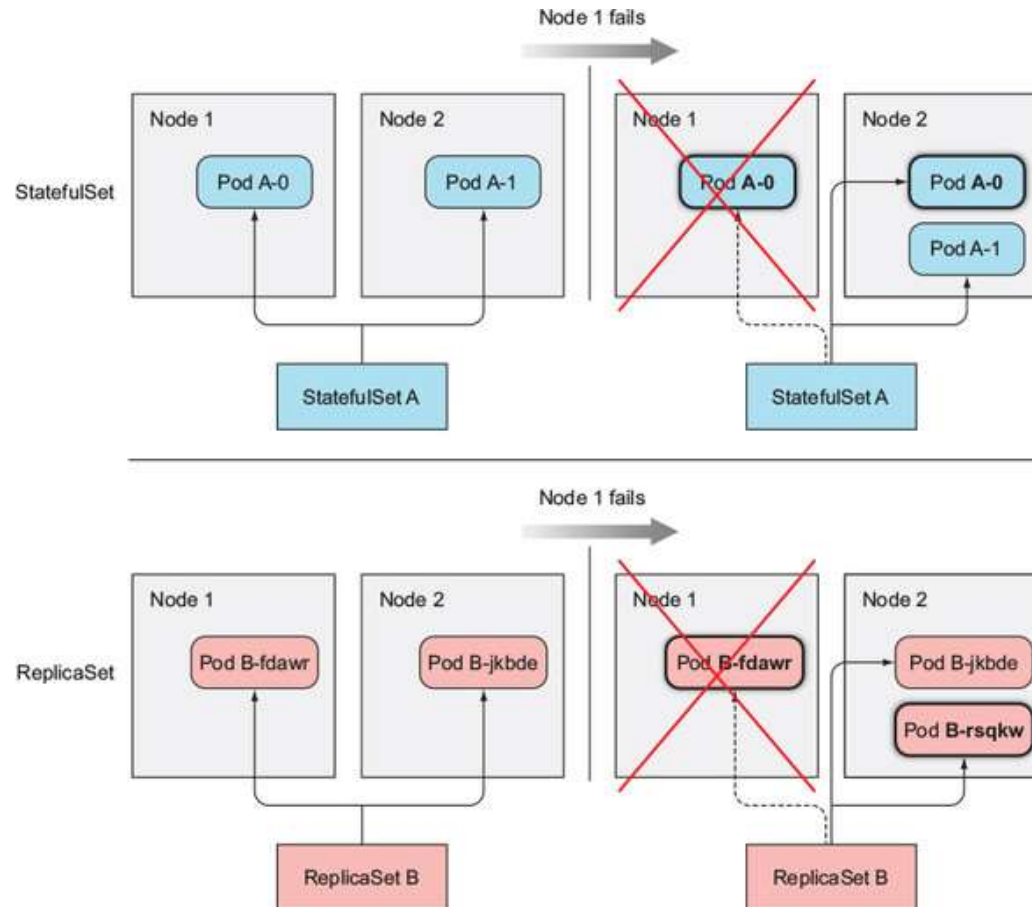 Node 1 fails
Node 1
Node 2
Node 1
Node 2
StatefulSet
Pod A-0
Pod A-1
Pod A-0
Pod A-0
Pod A-1
StatefulSet A
StatefulSet A
Node 1 fails
Node 1
Node 2
Node 1
Node 2
ReplicaSet
Pod B-fdawr
Pod B-jkbde
Pod B-fdawr
Pod B-jkbde
Pod B-rsqkw
ReplicaSet B
ReplicaSet B